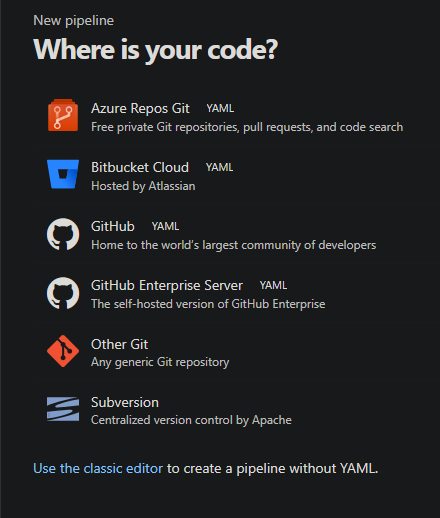 New pipeline
Where is your code?
Azure Repos Git YAML
Free private Git repositories, pull requests, and code search
Bitbucket Cloud YAML
Hosted by Atlassian
GitHub YAML
Home to the world's largest community of developers
GitHub Enterprise Server YAML
The self-hosted version of GitHub Enterprise
Other Git
Any generic Git repository
Subversion
Centralized version control by Apache
Use the classic editor to create a pipeline without YAML.